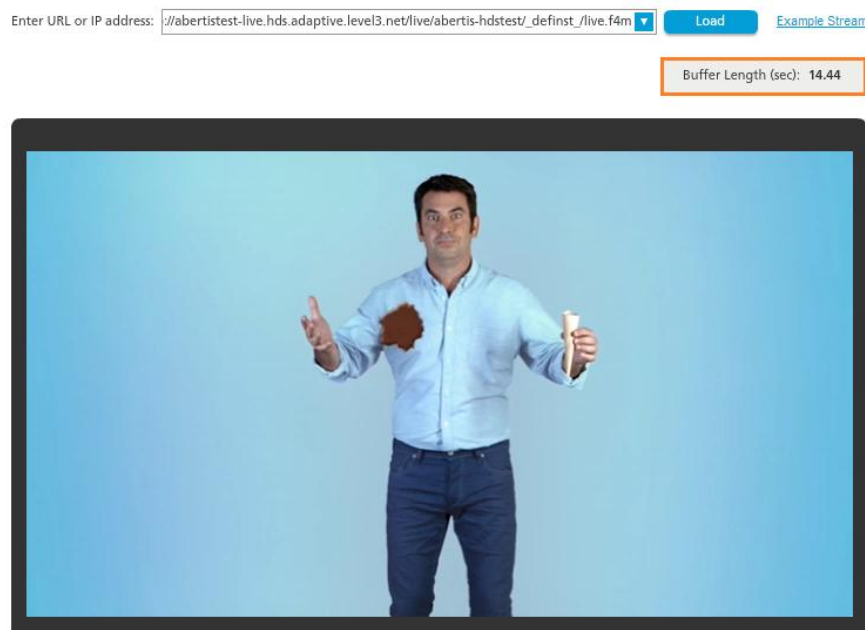 Enter URL or IP address: ://abertistest-live.hds.adaptive.level3.net/live/abertis-hdstest/_definst_/live.f4m Load Example Stream
Buffer Length (sec): 14.44